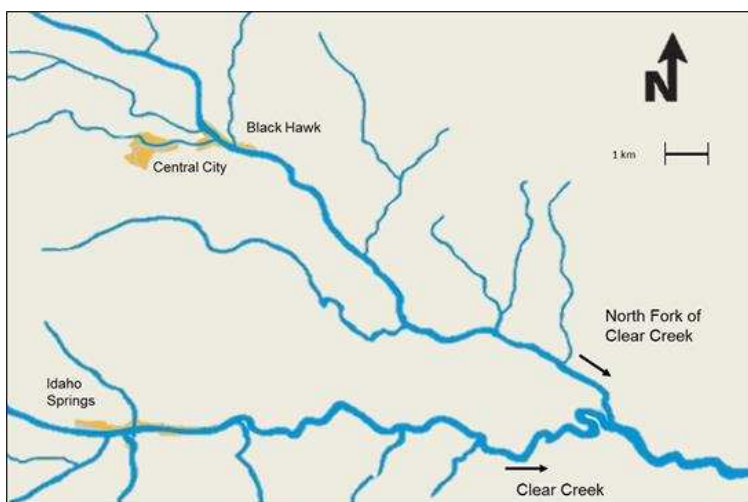 N
Black Hawk
1 km
Central City
North Fork of
Clear Creek
Idaho
Springs
Clear Creek